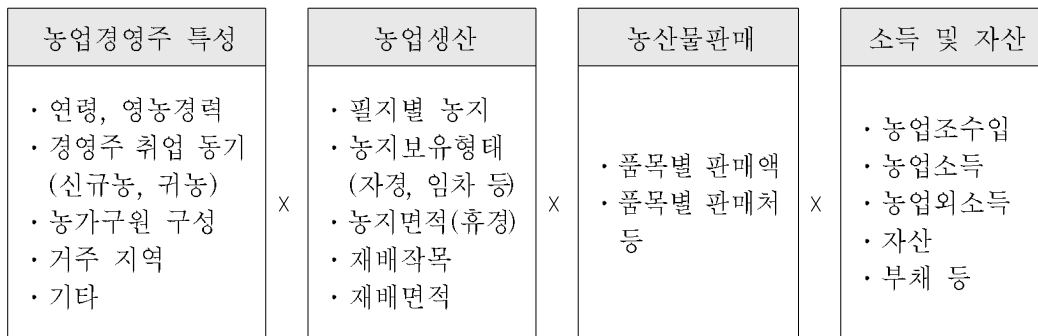 농업경영주 특성
· 연령, 영농경력
· 경영주 취업 동기
(신규농, 귀농)
· 농가구원 구성
· 거주 지역
· 기타
x
농업생산
· 필지별 농지
· 농지보유형태
(자경, 임차 등)
· 농지면적(휴경)
· 재배작목
· 재배면적
x
농산물판매
· 품목별 판매액
· 품목별 판매처
등
x
소득 및 자산
· 농업조수입
· 농업소득
· 농업외소득
· 자산
· 부채 등